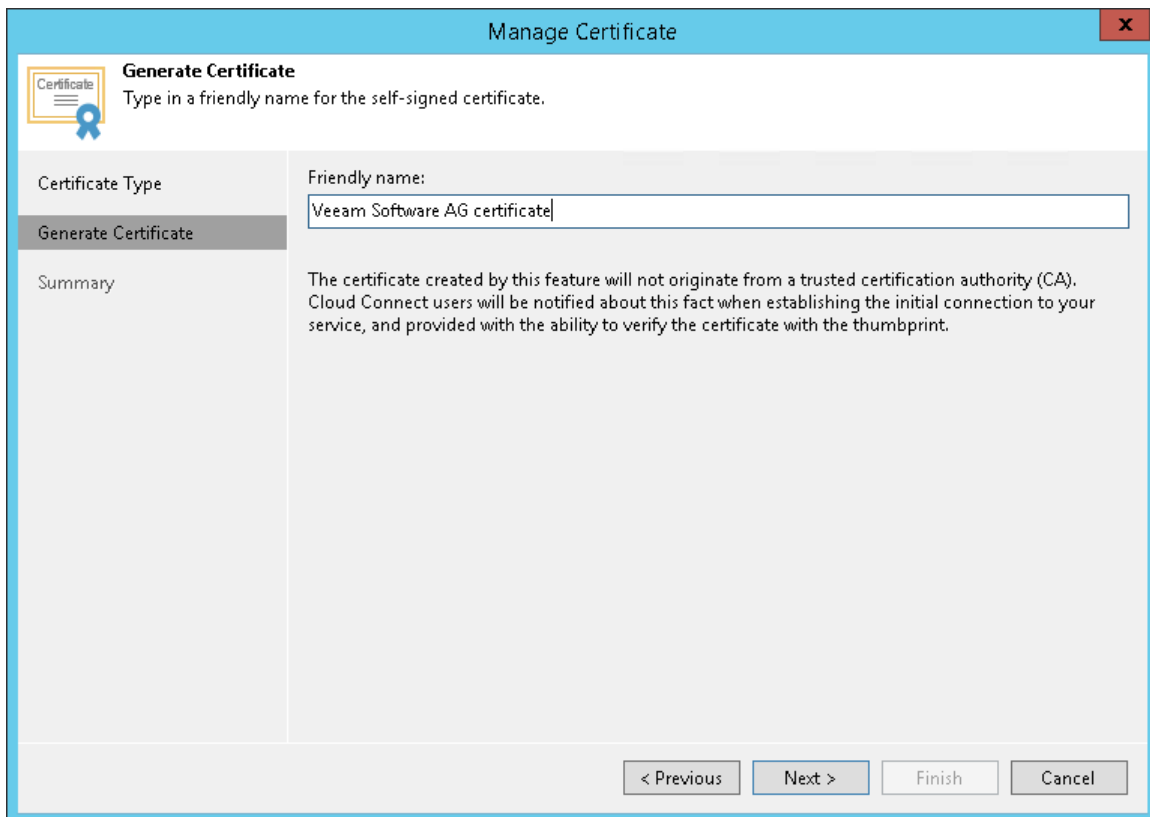 Manage Certificate
x
Certificate
Generate Certificate
Type in a friendly name for the self-signed certificate.
Certificate Type
Generate Certificate
Summary
Friendly name:
Veeam Software AG certificate
The certificate created by this feature will not originate from a trusted certification authority (CA).
Cloud Connect users will be notified about this fact when establishing the initial connection to your
service, and provided with the ability to verify the certificate with the thumbprint.
< Previous
Next >
Finish
Cancel